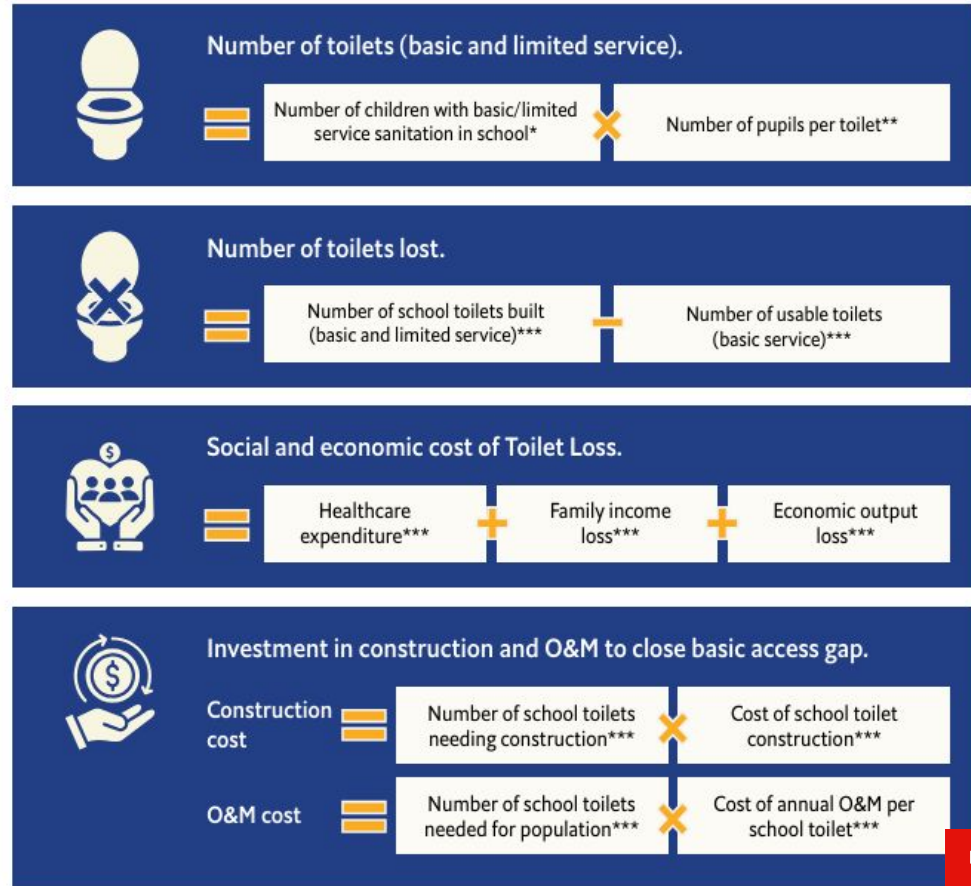 Number of toilets (basic and limited service).
=
Number of children with basic/limited
service sanitation in school*
×
Number of pupils per toilet**
Number of toilets lost.
=
Number of school toilets built
(basic and limited service)***
−
Number of usable toilets
(basic service)***
$
Social and economic cost of Toilet Loss.
=
Healthcare
expenditure***
+
Family income
loss***
+
Economic output
loss***
$
Investment in construction and O&M to close basic access gap.
Construction
cost
=
Number of school toilets
needing construction***
×
Cost of school toilet
construction***
O&M cost
=
Number of school toilets
needed for population***
×
Cost of annual O&M per
school toilet***